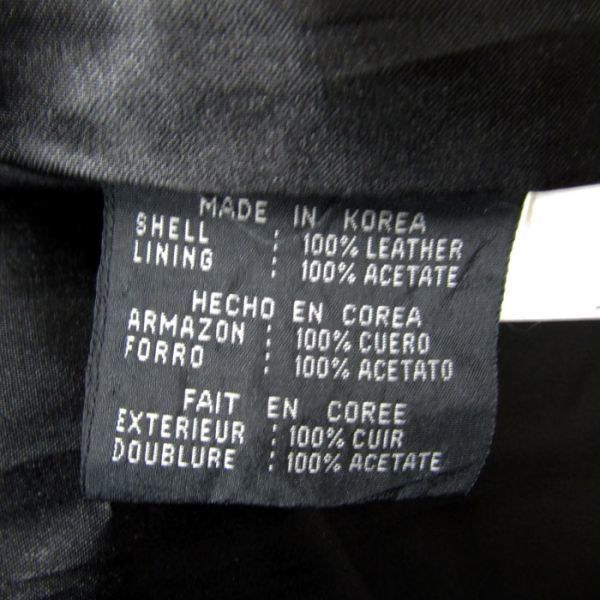 MADE IN KOREA
SHELL : 100% LEATHER
LINING : 100% ACETATE
HECHO EN COREA
ARMAZON : 100% CUERO
FORRO : 100% ACETATO
FAIT EN COREE
EXTERIEUR : 100% CUIR
DOUBLURE : 100% ACETATE